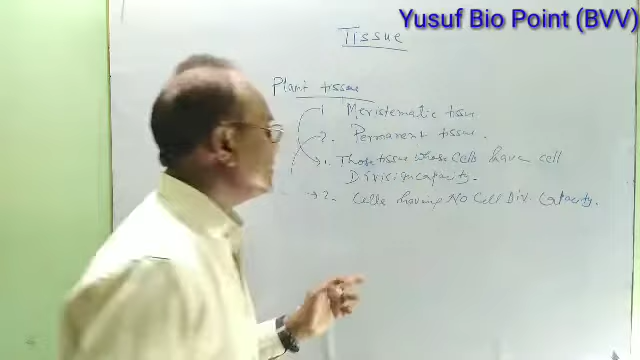 Yusuf Bio Point (BVV)
Tissue
Plant tissue
1 Meristematic tissue
2. Permanent tissue.
1. Those tissue whose cells have cell
Division capacity.
2. Cells having No Cell Div. Capacity.